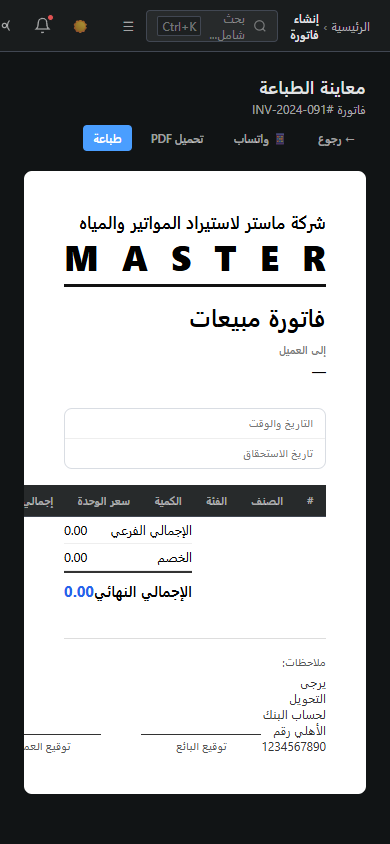 الرئيسية › إنشاء فاتورة
بحث شامل... Ctrl+K
معاينة الطباعة
فاتورة #INV-2024-091
← رجوع
واتساب
تحميل PDF
طباعة
شركة ماستر لاستيراد المواتير والمياه
MASTER
فاتورة مبيعات
إلى العميل
—
التاريخ والوقت
تاريخ الاستحقاق
# الصنف الفئة الكمية سعر الوحدة إجمالي
الإجمالي الفرعي 0.00
الخصم 0.00
الإجمالي النهائي 0.00
ملاحظات:
يرجى
التحويل
لحساب البنك
الأهلي رقم
1234567890
توقيع البائع
توقيع العم